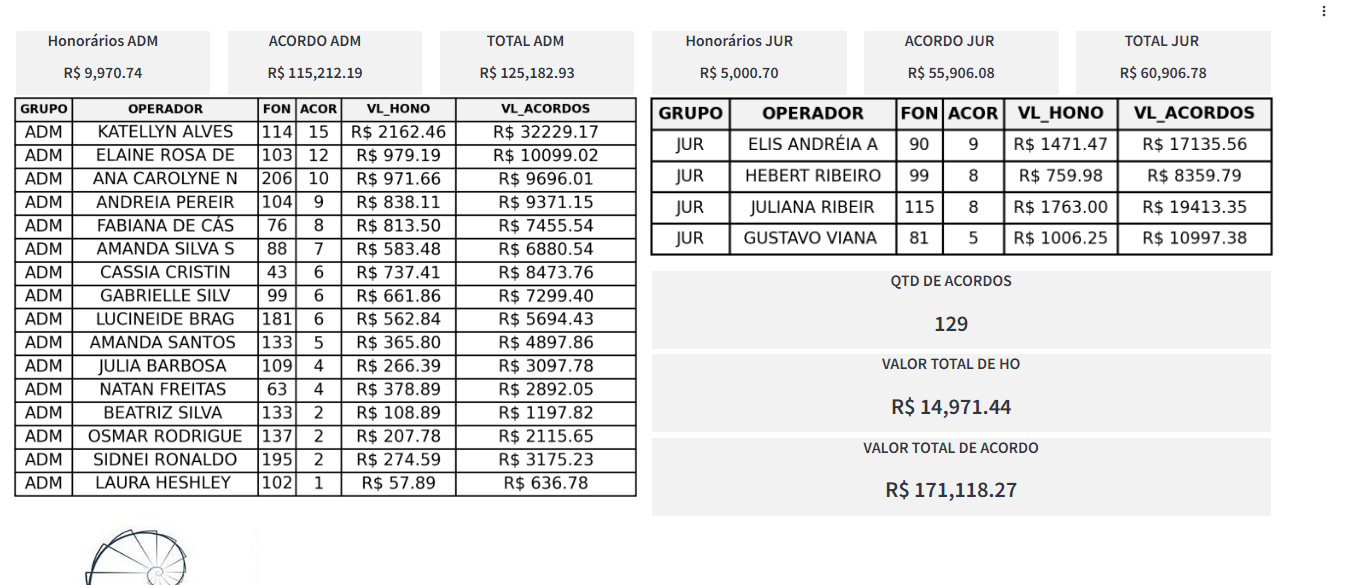 Honorários ADM
R$ 9,970.74
ACORDO ADM
R$ 115,212.19
TOTAL ADM
R$ 125,182.93
Honorários JUR
R$ 5,000.70
ACORDO JUR
R$ 55,906.08
TOTAL JUR
R$ 60,906.78
GRUPO OPERADOR FON ACOR VL_HONO VL_ACORDOS
ADM KATELLYN ALVES 114 15 R$ 2162.46 R$ 32229.17
ADM ELAINE ROSA DE 103 12 R$ 979.19 R$ 10099.02
ADM ANA CAROLYNE N 206 10 R$ 971.66 R$ 9696.01
ADM ANDREIA PEREIR 104 9 R$ 838.11 R$ 9371.15
ADM FABIANA DE CÁS 76 8 R$ 813.50 R$ 7455.54
ADM AMANDA SILVA S 88 7 R$ 583.48 R$ 6880.54
ADM CASSIA CRISTIN 43 6 R$ 737.41 R$ 8473.76
ADM GABRIELLE SILV 99 6 R$ 661.86 R$ 7299.40
ADM LUCINEIDE BRAG 181 6 R$ 562.84 R$ 5694.43
ADM AMANDA SANTOS 133 5 R$ 365.80 R$ 4897.86
ADM JULIA BARBOSA 109 4 R$ 266.39 R$ 3097.78
ADM NATAN FREITAS 63 4 R$ 378.89 R$ 2892.05
ADM BEATRIZ SILVA 133 2 R$ 108.89 R$ 1197.82
ADM OSMAR RODRIGUE 137 2 R$ 207.78 R$ 2115.65
ADM SIDNEI RONALDO 195 2 R$ 274.59 R$ 3175.23
ADM LAURA HESHLEY 102 1 R$ 57.89 R$ 636.78
GRUPO OPERADOR FON ACOR VL_HONO VL_ACORDOS
JUR ELIS ANDRÉIA A 90 9 R$ 1471.47 R$ 17135.56
JUR HEBERT RIBEIRO 99 8 R$ 759.98 R$ 8359.79
JUR JULIANA RIBEIR 115 8 R$ 1763.00 R$ 19413.35
JUR GUSTAVO VIANA 81 5 R$ 1006.25 R$ 10997.38
QTD DE ACORDOS
129
VALOR TOTAL DE HO
R$ 14,971.44
VALOR TOTAL DE ACORDO
R$ 171,118.27